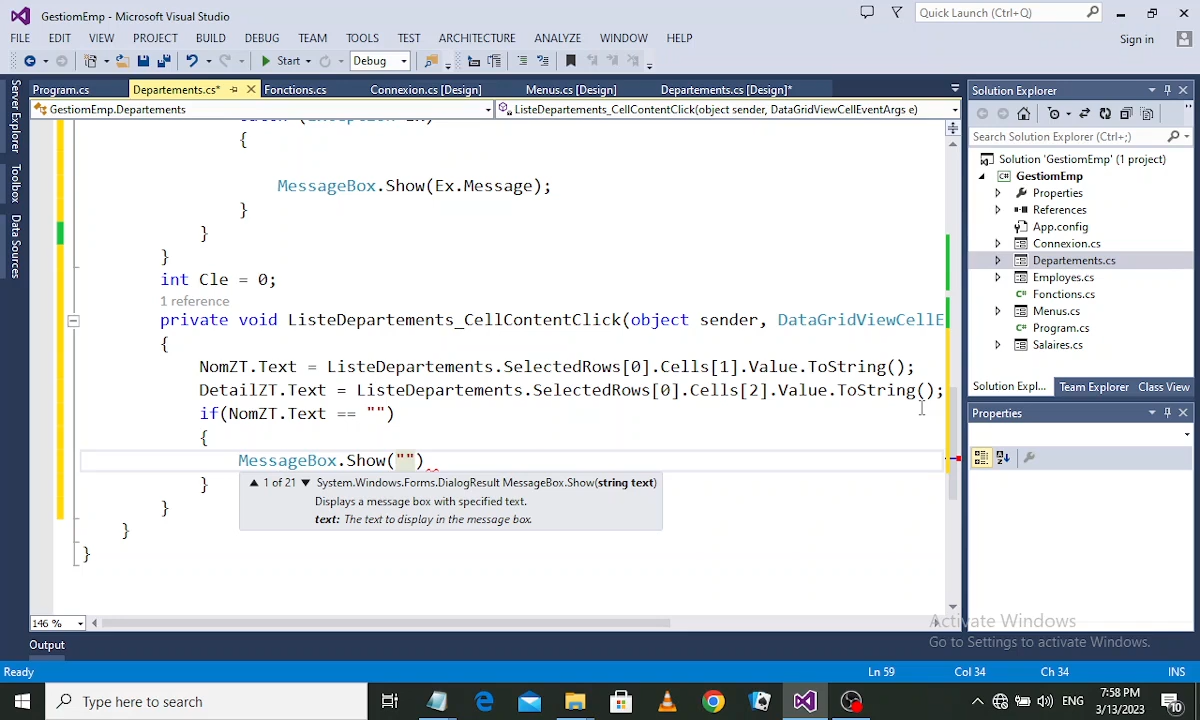 GestiomEmp - Microsoft Visual Studio
Quick Launch (Ctrl+Q)
FILE EDIT VIEW PROJECT BUILD DEBUG TEAM TOOLS TEST ARCHITECTURE ANALYZE WINDOW HELP
Sign in
Start Debug
Program.cs Departements.cs* Fonctions.cs Connexion.cs [Design] Menus.cs [Design] Departements.cs [Design]*
GestiomEmp.Departements ListeDepartements_CellContentClick(object sender, DataGridViewCellEventArgs e)
Server Explorer
Toolbox
Data Sources
{
MessageBox.Show(Ex.Message);
}
}
}
int Cle = 0;
1 reference
private void ListeDepartements_CellContentClick(object sender, DataGridViewCellE
{
NomZT.Text = ListeDepartements.SelectedRows[0].Cells[1].Value.ToString();
DetailZT.Text = ListeDepartements.SelectedRows[0].Cells[2].Value.ToString();
if(NomZT.Text == "")
{
MessageBox.Show("")
}
1 of 21 System.Windows.Forms.DialogResult MessageBox.Show(string text)
Displays a message box with specified text.
text: The text to display in the message box.
}
}
}
146 %
Output
Solution Explorer
Search Solution Explorer (Ctrl+;)
Solution 'GestiomEmp' (1 project)
GestiomEmp
Properties
References
App.config
Connexion.cs
Departements.cs
Employes.cs
Fonctions.cs
Menus.cs
Program.cs
Salaires.cs
Solution Expl... Team Explorer Class View
Properties
Activate Windows
Go to Settings to activate Windows.
Ready Ln 59 Col 34 Ch 34 INS
Type here to search
ENG
7:58 PM
3/13/2023
10